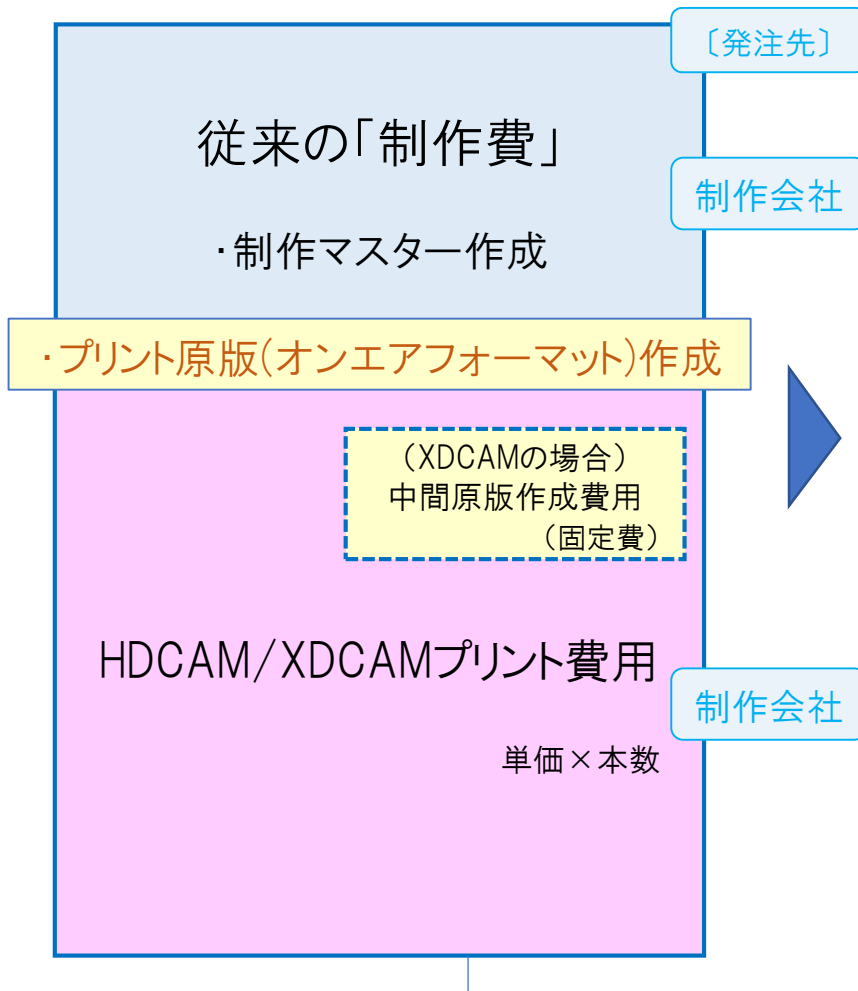 〔発注先〕
従来の「制作費」
制作会社
・制作マスター作成
・プリント原版(オンエアフォーマット)作成
(XDCAMの場合)
中間原版作成費用
(固定費)
HDCAM/XDCAMプリント費用
制作会社
単価×本数